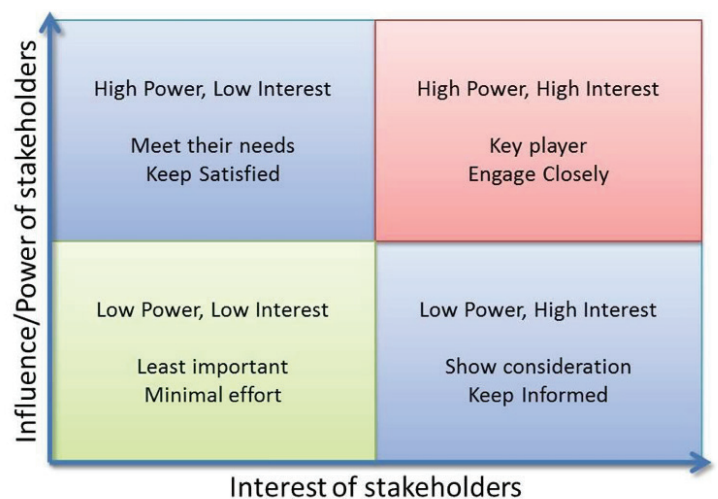 Influence/Power of stakeholders
High Power, Low Interest
Meet their needs
Keep Satisfied
High Power, High Interest
Key player
Engage Closely
Low Power, Low Interest
Least important
Minimal effort
Low Power, High Interest
Show consideration
Keep Informed
Interest of stakeholders